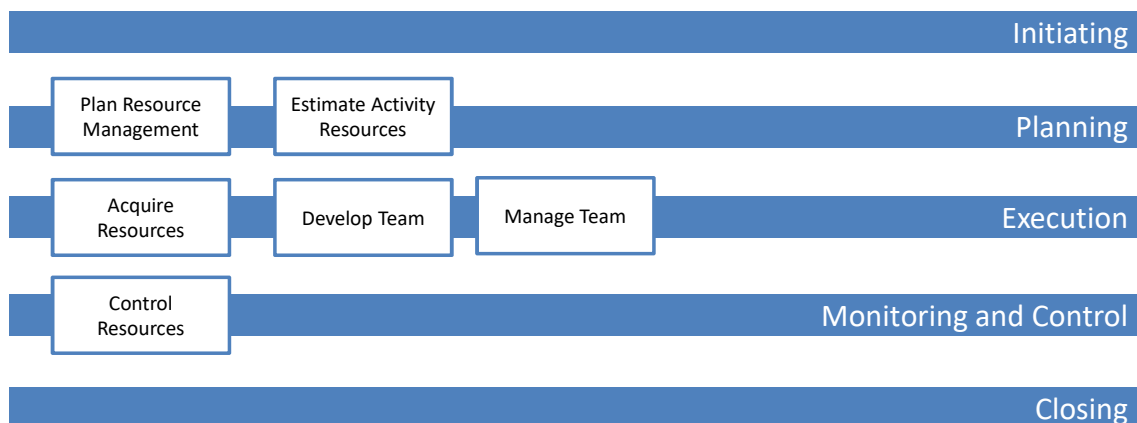 Initiating
Plan Resource
Management
Estimate Activity
Resources
Planning
Acquire
Resources
Develop Team
Manage Team
Execution
Control
Resources
Monitoring and Control
Closing